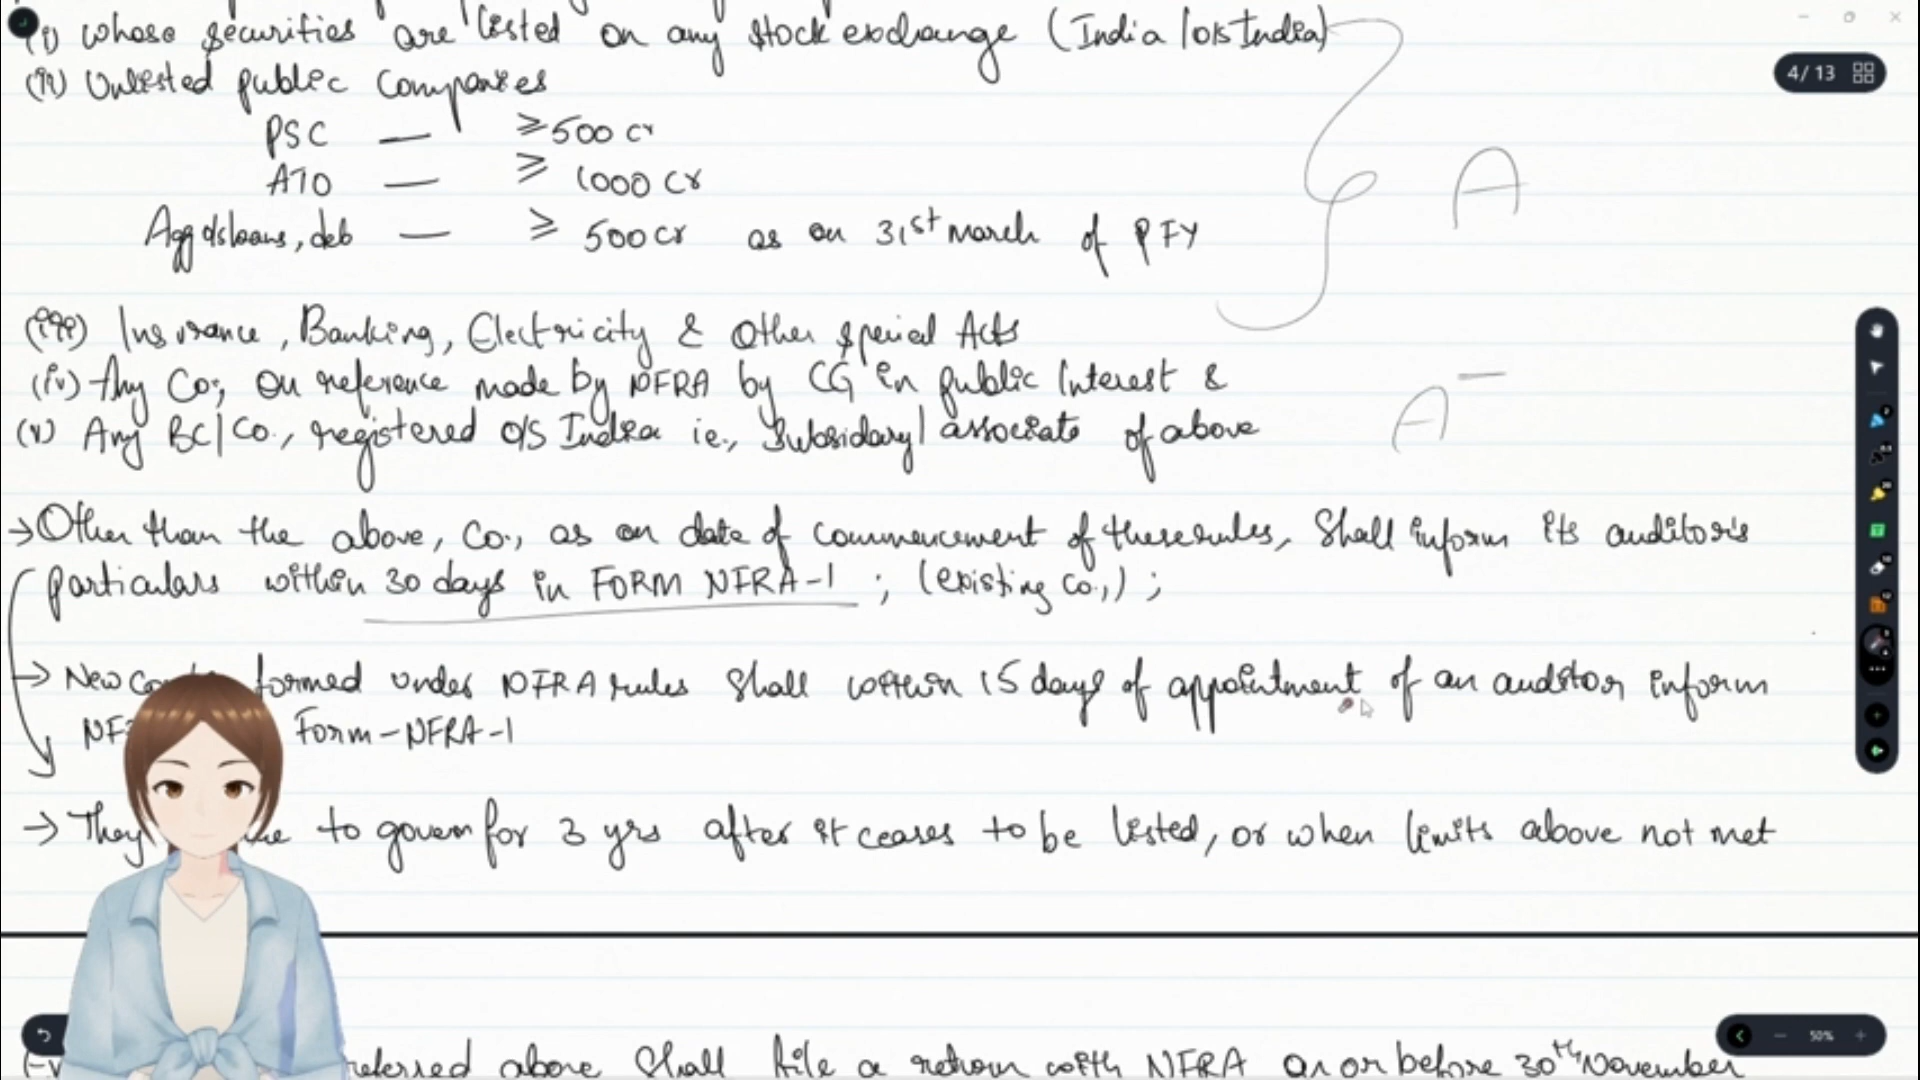 (i) whose securities are listed on any stock exchange (India/o/s India)
4/13
(ii) Unlisted public Companies
PSC — ≥ 500 cr
ATO — ≥ 1000 cr
A
Agg o/s loans, deb — ≥ 500 cr as on 31st march of PFY
(iii) Insurance, Banking, Electricity & Other special Acts
(iv) Any Co; on reference made by NFRA by CG in public Interest &
(v) Any BC/Co., registered O/S India ie., Subsidary/associate of above
A
→ Other than the above, Co., as on date of commencement of these rules, Shall inform its auditor's
particulars within 30 days in FORM NFRA-1 ; (existing co.,) ;
→ New formed under NFRA rules Shall within 15 days of appointment of an auditor inform
Form-NFRA-1
→ They to govern for 3 yrs after it ceases to be listed, or when limits above not met
50%
referred above Shall file a return with NFRA on or before 30th November